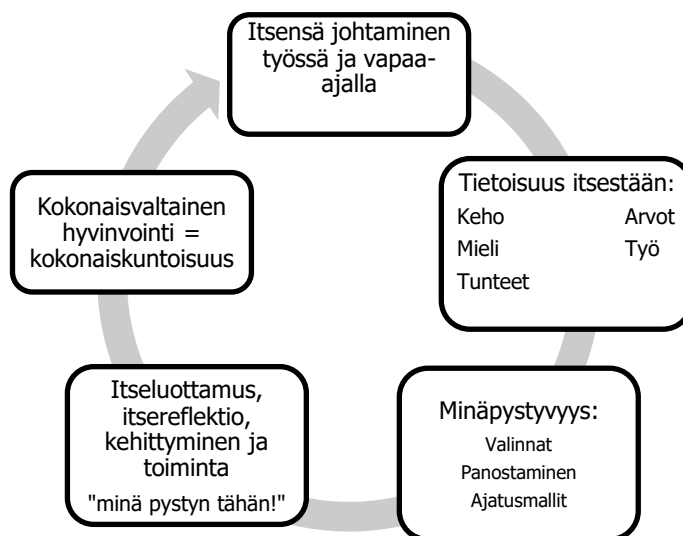 Itsensä johtaminen
työssä ja vapaa-
ajalla
Tietoisuus itsestään:
Keho Arvot
Mieli Työ
Tunteet
Minäpystyvyys:
Valinnat
Panostaminen
Ajatusmallit
Itseluottamus,
itsereflektio,
kehittyminen ja
toiminta
"minä pystyn tähän!"
Kokonaisvaltainen
hyvinvointi =
kokonaiskuntoisuus